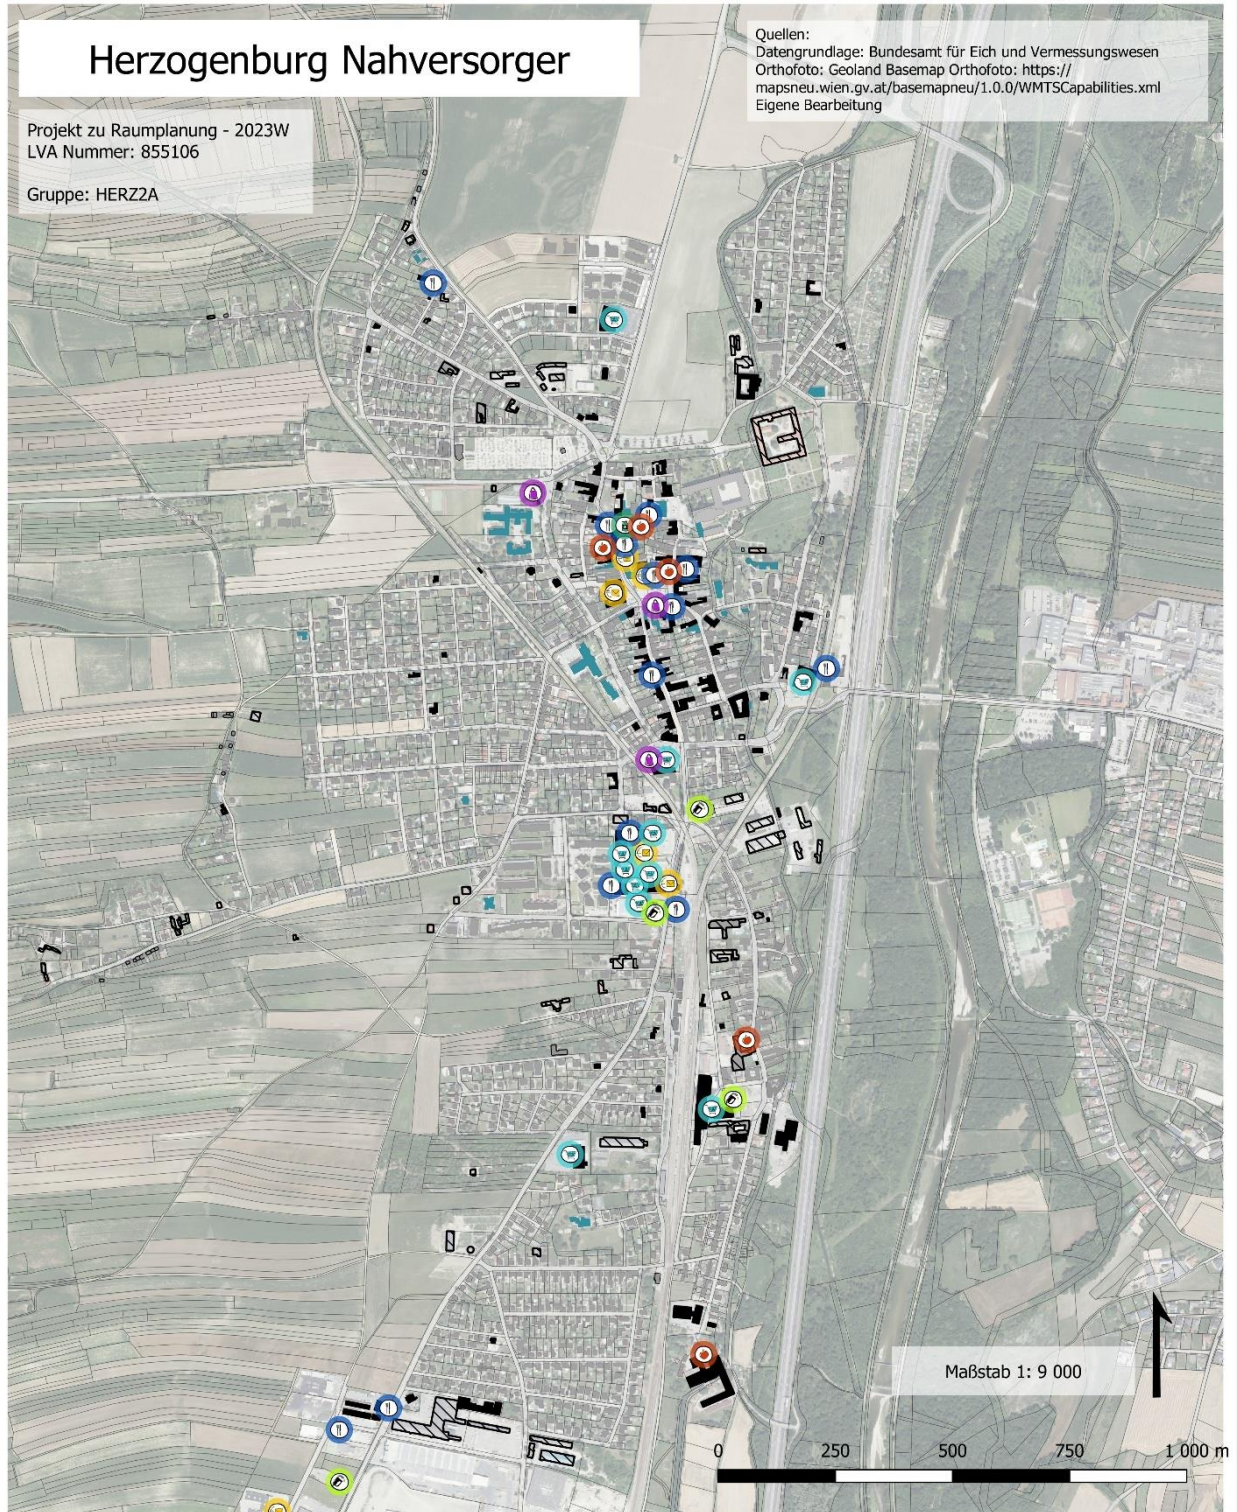 Herzogenburg Nahversorger
Quellen:
Datengrundlage: Bundesamt für Eich und Vermessungswesen
Orthofoto: Geoland Basemap Orthofoto: https://
mapsneu.wien.gv.at/basemapneu/1.0.0/WMTSCapabilities.xml
Eigene Bearbeitung
Projekt zu Raumplanung - 2023W
LVA Nummer: 855106
Gruppe: HERZ2A
Maßstab 1: 9 000
0 250 500 750 1 000 m